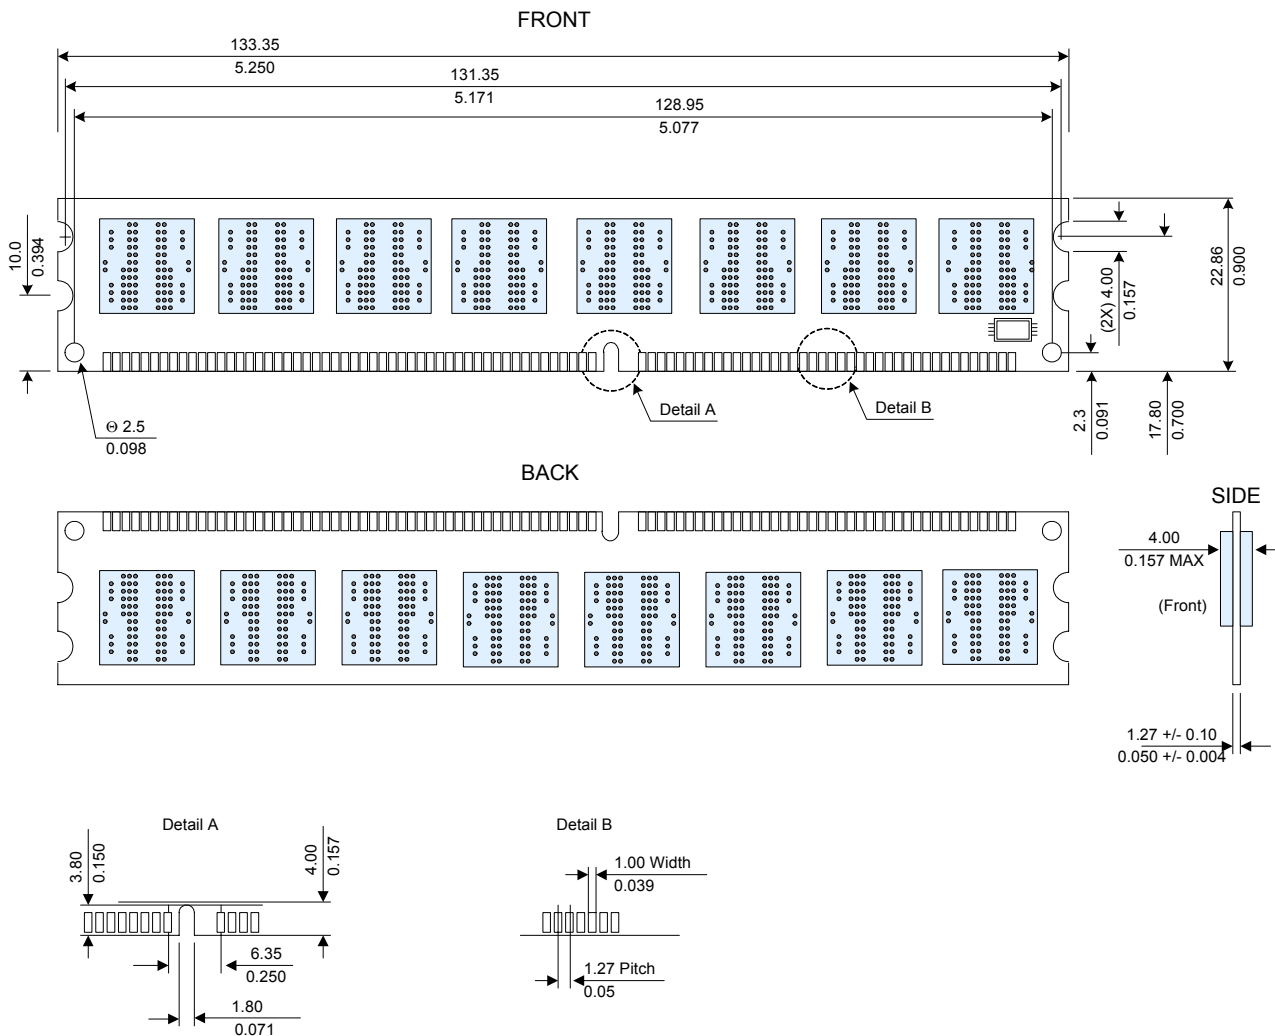 FRONT
133.35
5.250
131.35
5.171
128.95
5.077
10.0
0.394
(2X) 4.00
0.157
22.86
0.900
2.3
0.091
17.80
0.700
Detail A
Detail B
Θ 2.5
0.098
BACK
SIDE
4.00
0.157 MAX
(Front)
1.27 +/- 0.10
0.050 +/- 0.004
Detail A
3.80
0.150
4.00
0.157
6.35
0.250
1.80
0.071
Detail B
1.00 Width
0.039
1.27 Pitch
0.05